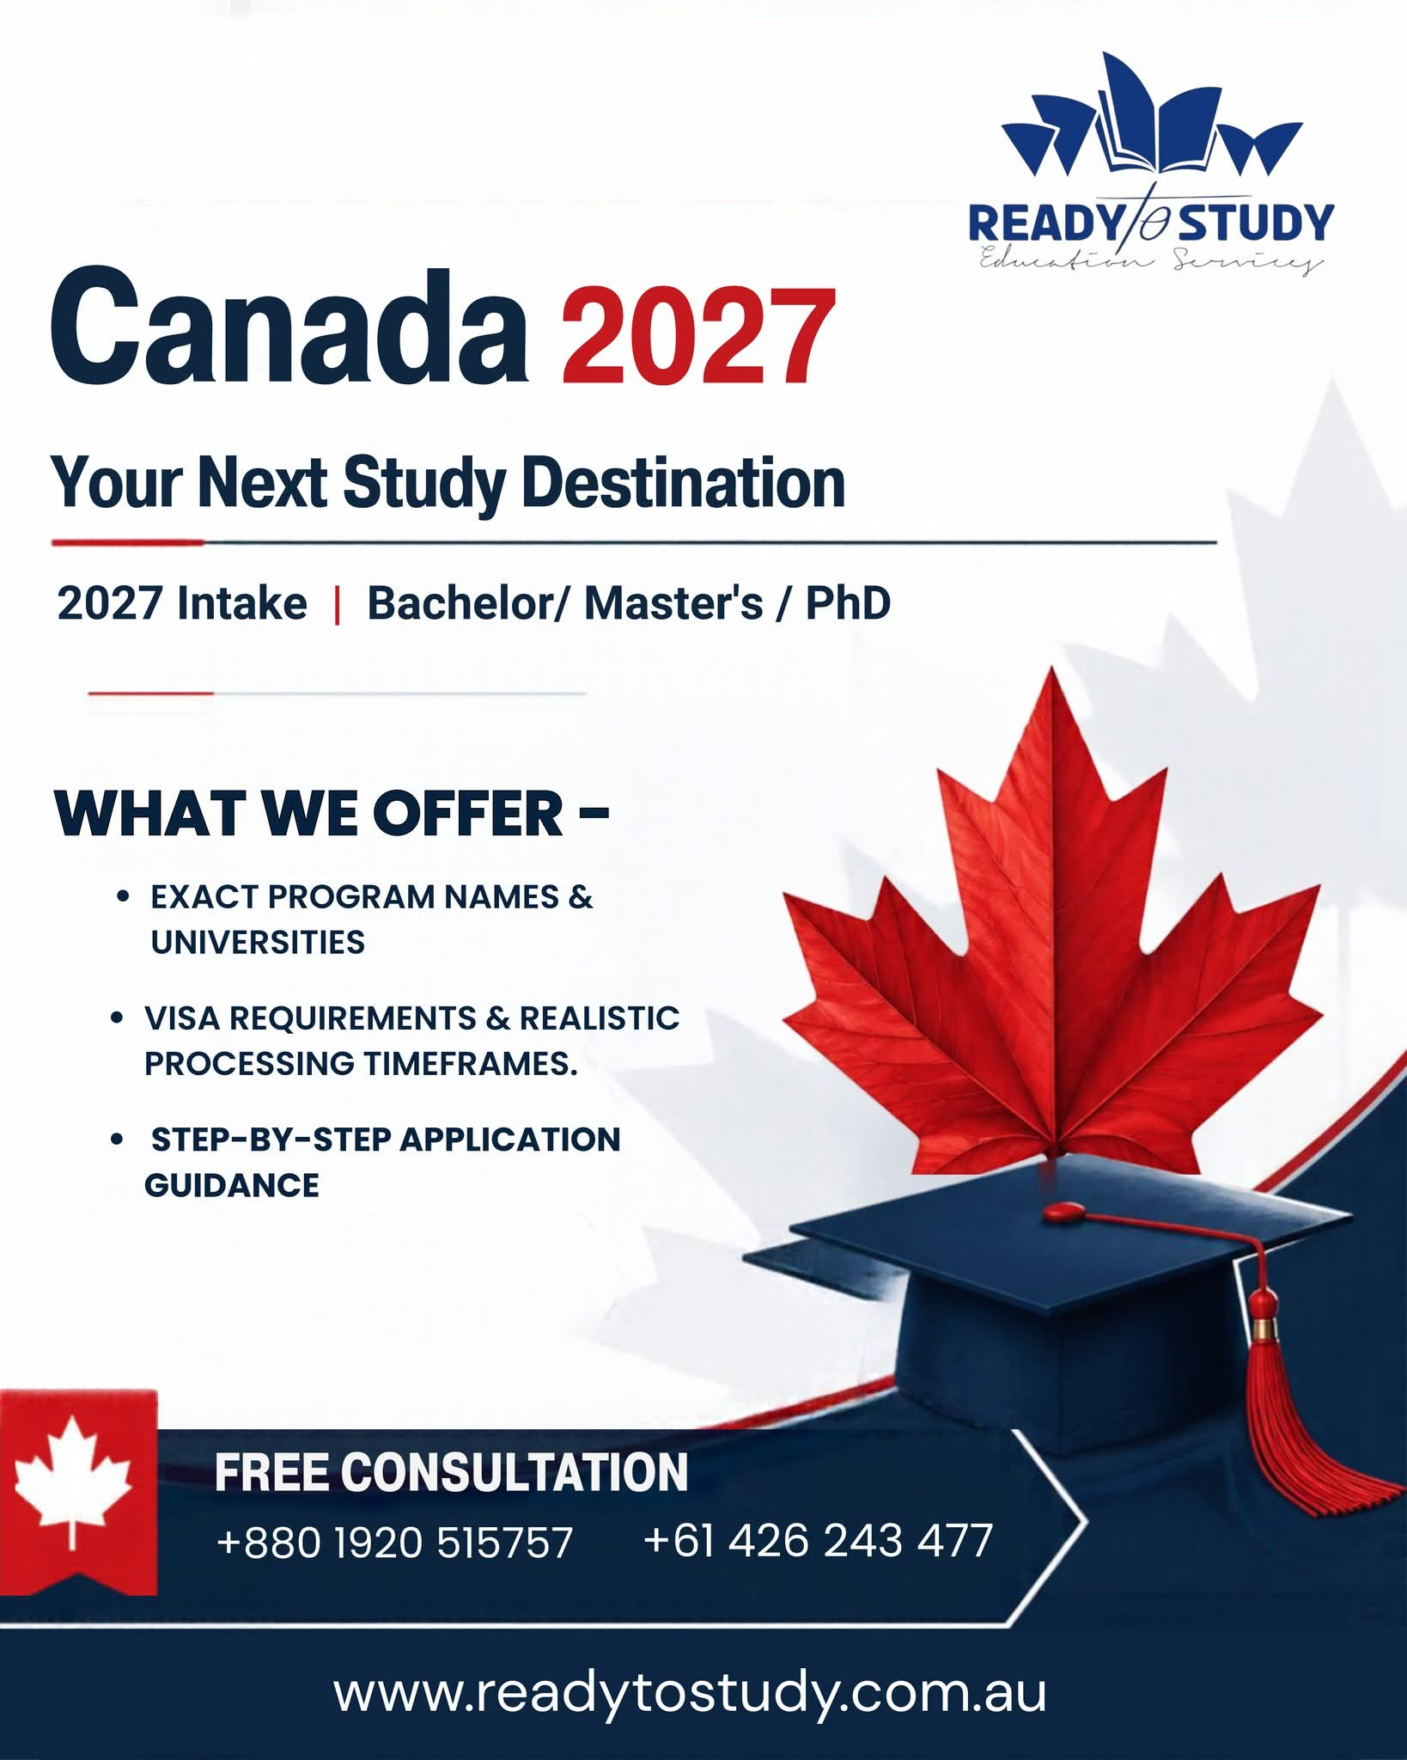 READY to STUDY
Education Services
Canada 2027
Your Next Study Destination
2027 Intake | Bachelor/ Master's / PhD
WHAT WE OFFER –
• EXACT PROGRAM NAMES &
UNIVERSITIES
• VISA REQUIREMENTS & REALISTIC
PROCESSING TIMEFRAMES.
• STEP-BY-STEP APPLICATION
GUIDANCE
FREE CONSULTATION
+880 1920 515757 +61 426 243 477
www.readytostudy.com.au